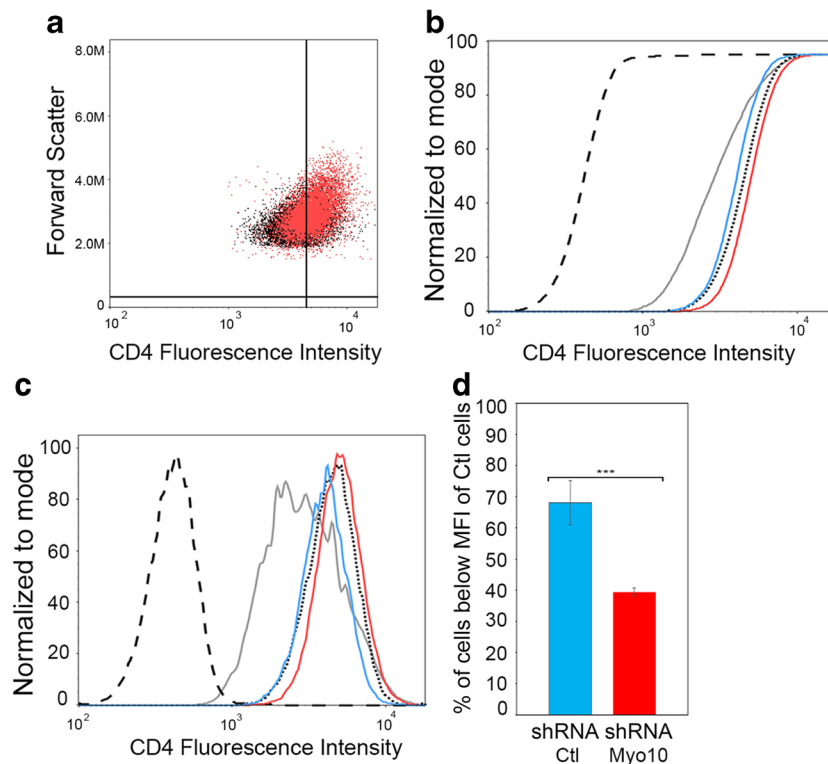 a
8.0M
6.0M
4.0M
2.0M
0
Forward Scatter
10^2
10^3
10^4
CD4 Fluorescence Intensity
b
100
80
60
40
20
0
Normalized to mode
10^2
10^3
10^4
CD4 Fluorescence Intensity
c
100
80
60
40
20
0
Normalized to mode
10^2
10^3
10^4
CD4 Fluorescence Intensity
d
100
90
80
70
60
50
40
30
20
10
0
% of cells below MFI of Ctl cells
***
shRNA shRNA
Ctl Myo10